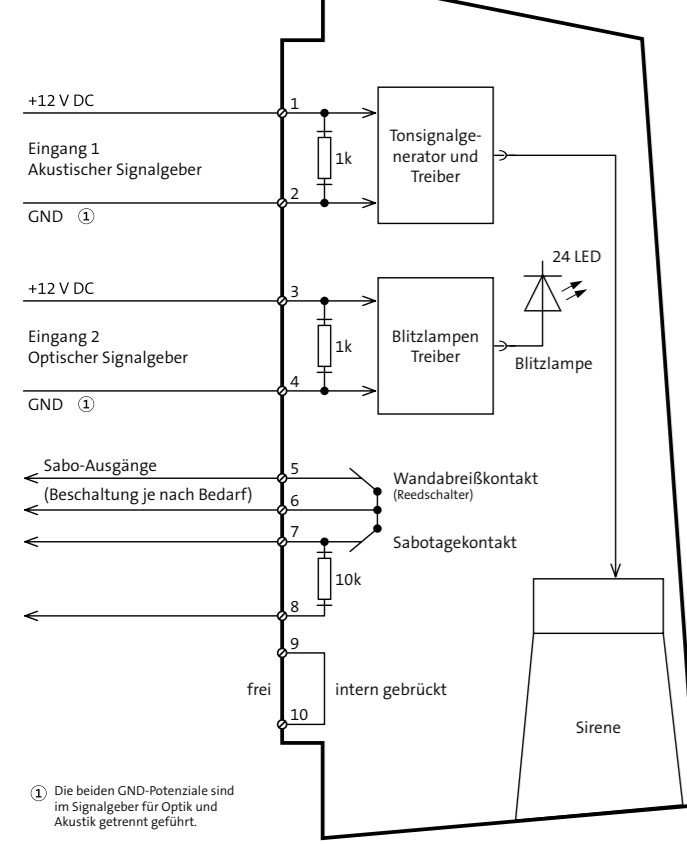 +12 V DC
1
Eingang 1
Akustischer Signalgeber
1k
Tonsignalge-
nerator und
Treiber
2
GND ①
24 LED
+12 V DC
3
Eingang 2
Optischer Signalgeber
1k
Blitzlampen
Treiber
Blitzlampe
4
GND ①
Sabo-Ausgänge
5
(Beschaltung je nach Bedarf)
6
Wandabreißkontakt
(Reedschalter)
7
Sabotagekontakt
10k
8
9
frei
intern gebrückt
10
Sirene
① Die beiden GND-Potenziale sind
im Signalgeber für Optik und
Akustik getrennt geführt.